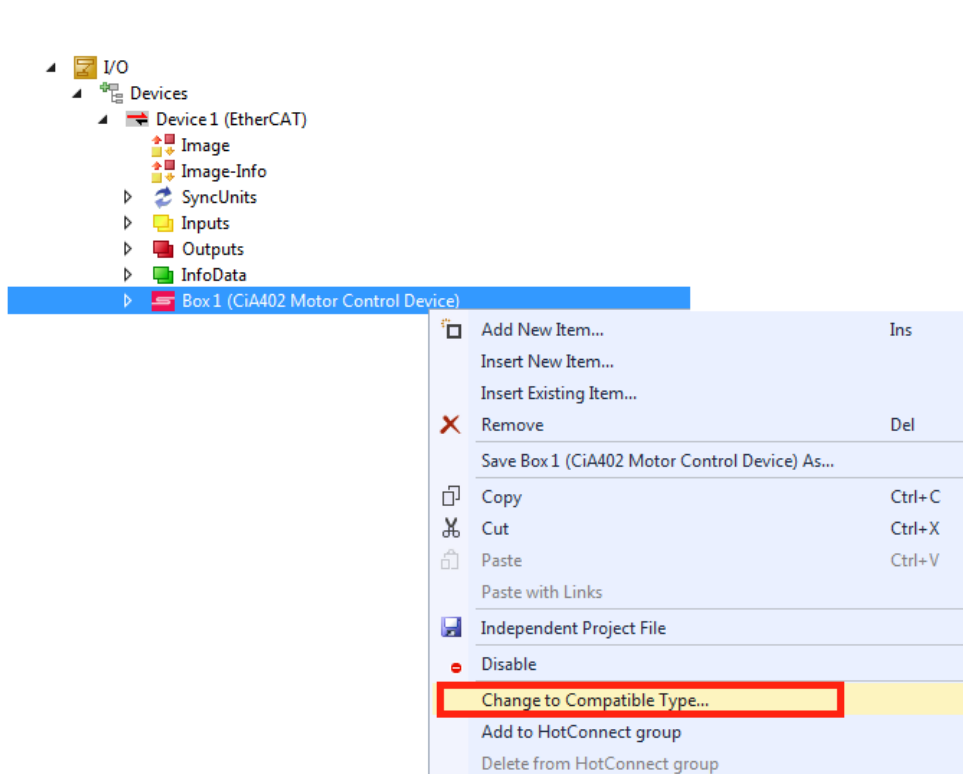 I/O
Devices
Device 1 (EtherCAT)
Image
Image-Info
SyncUnits
Inputs
Outputs
InfoData
Box 1 (CiA402 Motor Control Device)
Add New Item... Ins
Insert New Item...
Insert Existing Item...
Remove Del
Save Box 1 (CiA402 Motor Control Device) As...
Copy Ctrl+C
Cut Ctrl+X
Paste Ctrl+V
Paste with Links
Independent Project File
Disable
Change to Compatible Type...
Add to HotConnect group
Delete from HotConnect group